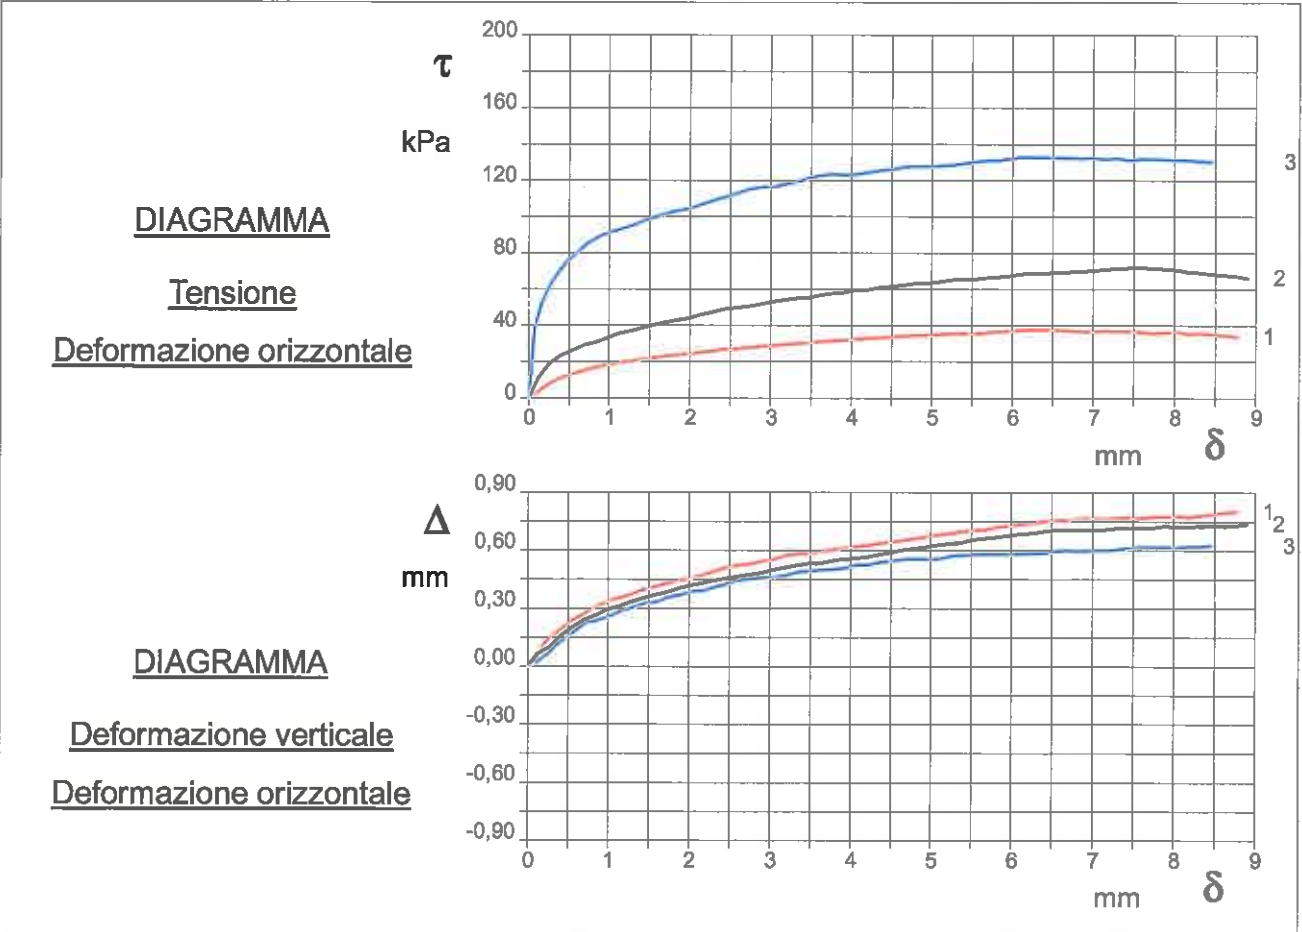 200
τ
160
kPa
120
3
DIAGRAMMA
80
2
Tensione
40
1
Deformazione orizzontale
0
0 1 2 3 4 5 6 7 8 9
mm δ
0,90
Δ
1
2
0,60
3
mm
0,30
0,00
DIAGRAMMA
-0,30
Deformazione verticale
-0,60
Deformazione orizzontale
-0,90
0 1 2 3 4 5 6 7 8 9
mm δ